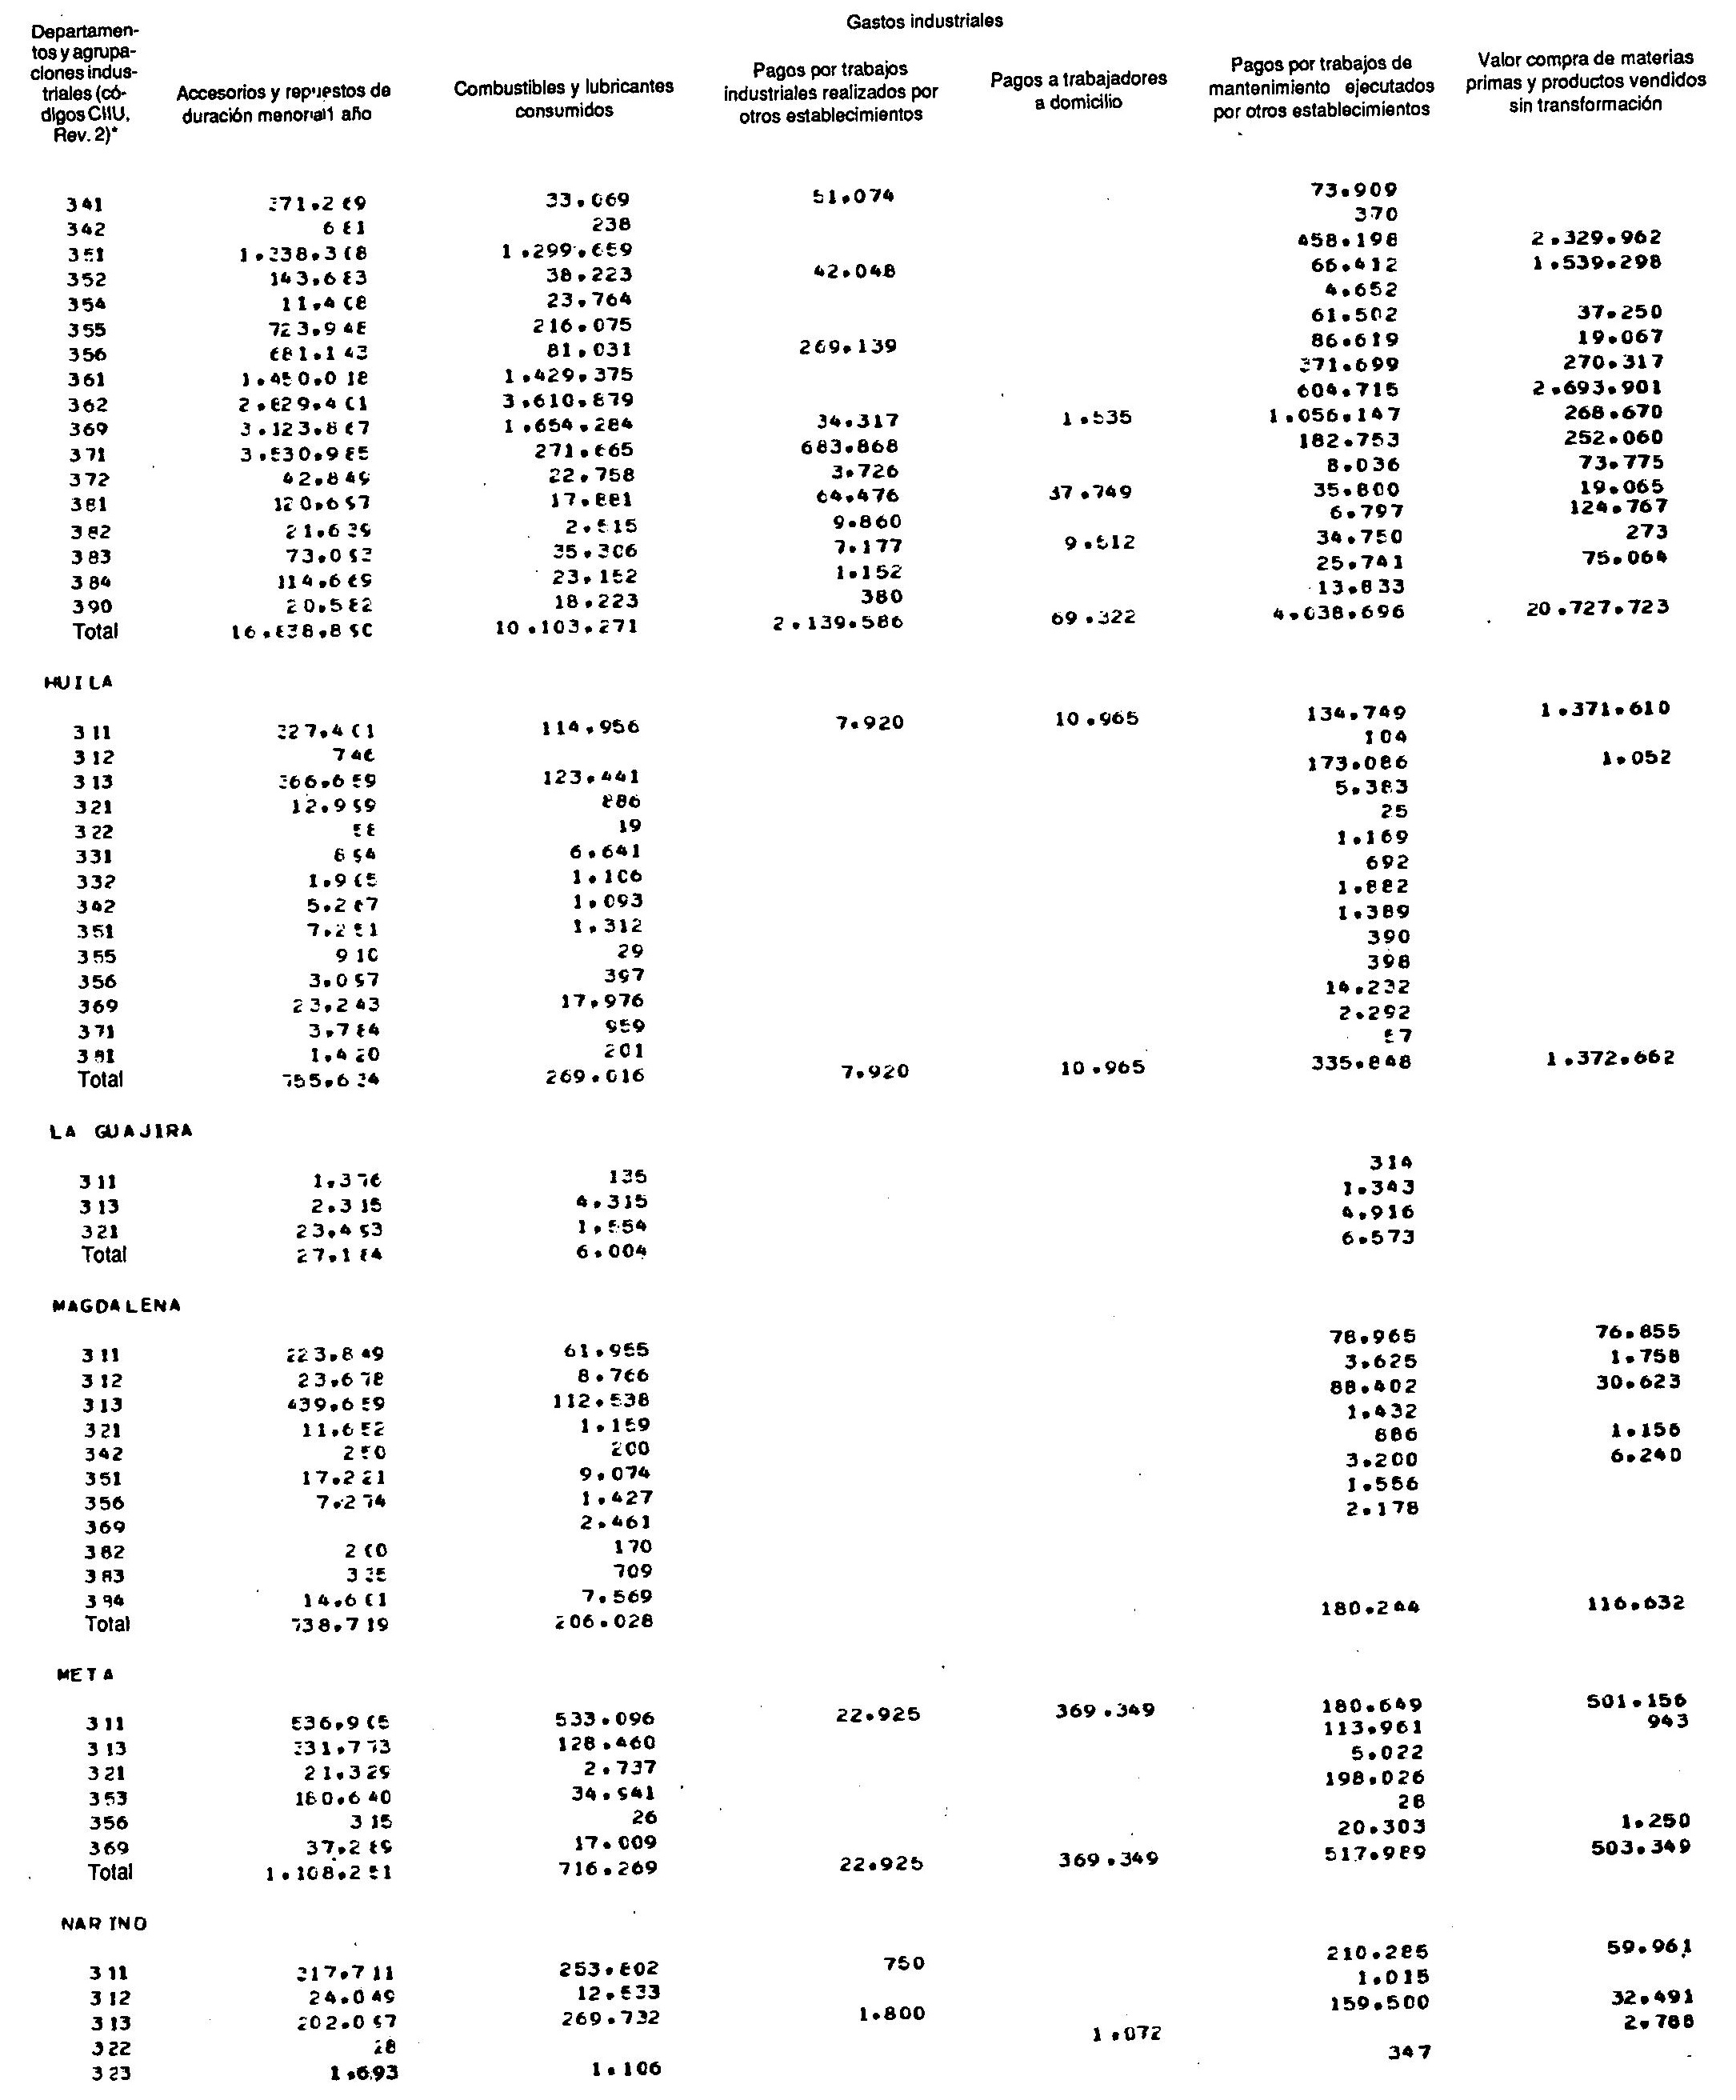 Gastos industriales
Departamentos y agrupaciones industriales (códigos CIIU, Rev. 2)* Accesorios y repuestos de duración menor al 1 año Combustibles y lubricantes consumidos Pagos por trabajos industriales realizados por otros establecimientos Pagos a trabajadores a domicilio Pagos por trabajos de mantenimiento ejecutados por otros establecimientos Valor compra de materias primas y productos vendidos sin transformación
341 371.269 33.069 51.074 73.909
342 681 238 370
351 1.338.308 1.299.659 458.198 2.329.962
352 143.683 38.223 42.048 66.412 1.539.298
354 11.408 23.764 4.652
355 723.948 216.075 61.502 37.250
356 681.143 81.031 269.139 86.619 19.067
361 1.450.018 1.429.375 371.699 270.317
362 2.829.401 3.610.879 604.715 2.693.901
369 3.123.867 1.654.284 34.317 1.535 1.056.147 268.670
371 3.530.985 271.665 683.868 182.753 252.060
372 42.849 22.758 3.726 8.036 73.775
381 120.697 17.881 64.476 37.749 35.800 19.065
382 21.639 2.515 9.860 6.797 124.767
383 73.093 35.306 7.177 9.512 34.750 273
384 114.669 23.152 1.152 25.741 75.064
390 20.582 18.223 380 13.833
Total 16.838.890 10.103.271 2.139.586 69.322 4.038.696 20.727.723
HUILA
311 327.401 114.956 7.920 10.965 134.749 1.371.610
312 746 104
313 366.659 123.441 173.086 1.052
321 12.999 886 5.383
322 58 19 25
331 894 6.641 1.169
332 1.905 1.106 692
342 5.267 1.093 1.882
351 7.251 1.312 1.389
355 910 29 390
356 3.097 397 398
369 23.243 17.976 14.232
371 3.784 959 2.292
381 1.420 201 57
Total 755.634 269.016 7.920 10.965 335.848 1.372.662
LA GUAJIRA
311 1.376 135 314
313 2.315 4.315 1.343
321 23.493 1.554 4.916
Total 27.184 6.004 6.573
MAGDALENA
311 223.849 61.955 78.965 76.855
312 23.678 8.766 3.625 1.758
313 439.659 112.538 88.402 30.623
321 11.652 1.159 1.432
342 250 200 886 1.156
351 17.221 9.074 3.200 6.240
356 7.274 1.427 1.556
369 2.461 2.178
382 200 170
383 335 709
384 14.601 7.569
Total 738.719 206.028 180.244 116.632
META
311 536.905 533.096 22.925 369.349 180.649 501.156
313 331.773 128.460 113.961 943
321 21.329 2.737 5.022
353 180.640 34.941 198.026
356 315 26 28
369 37.289 17.009 20.303 1.250
Total 1.108.251 716.269 22.925 369.349 517.989 503.349
NARINO
311 317.711 253.802 750 210.285 59.961
312 24.049 12.533 1.015
313 202.097 269.732 1.800 159.500 32.491
322 28 1.072 2.788
323 1.693 1.106 347